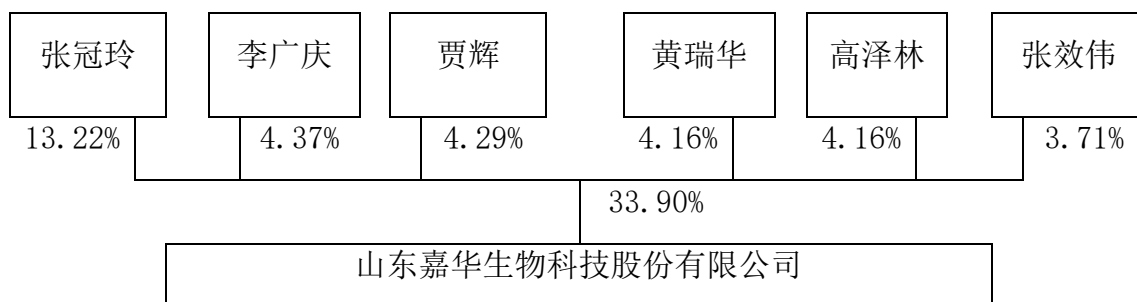 张冠玲 李广庆 贾辉 黄瑞华 高泽林 张效伟
13.22% 4.37% 4.29% 4.16% 4.16% 3.71%
33.90%
山东嘉华生物科技股份有限公司